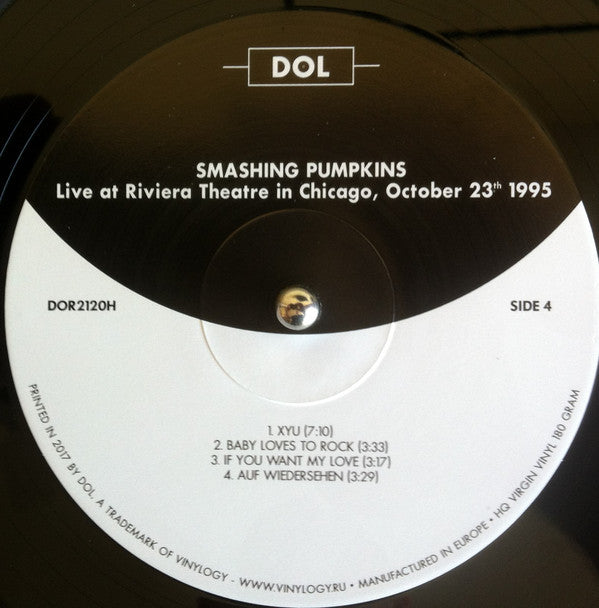 DOL
SMASHING PUMPKINS
Live at Riviera Theatre in Chicago, October 23th 1995
DOR2120H
SIDE 4
1. XYU (7:10)
2. BABY LOVES TO ROCK (3:33)
3. IF YOU WANT MY LOVE (3:17)
4. AUF WIEDERSEHEN (3:29)
PRINTED IN 2017 BY DOL. A TRADEMARK OF VINYLOGY - WWW.VINYLOGY.RU • MANUFACTURED IN EUROPE • HQ VIRGIN VINYL 180 GRAM